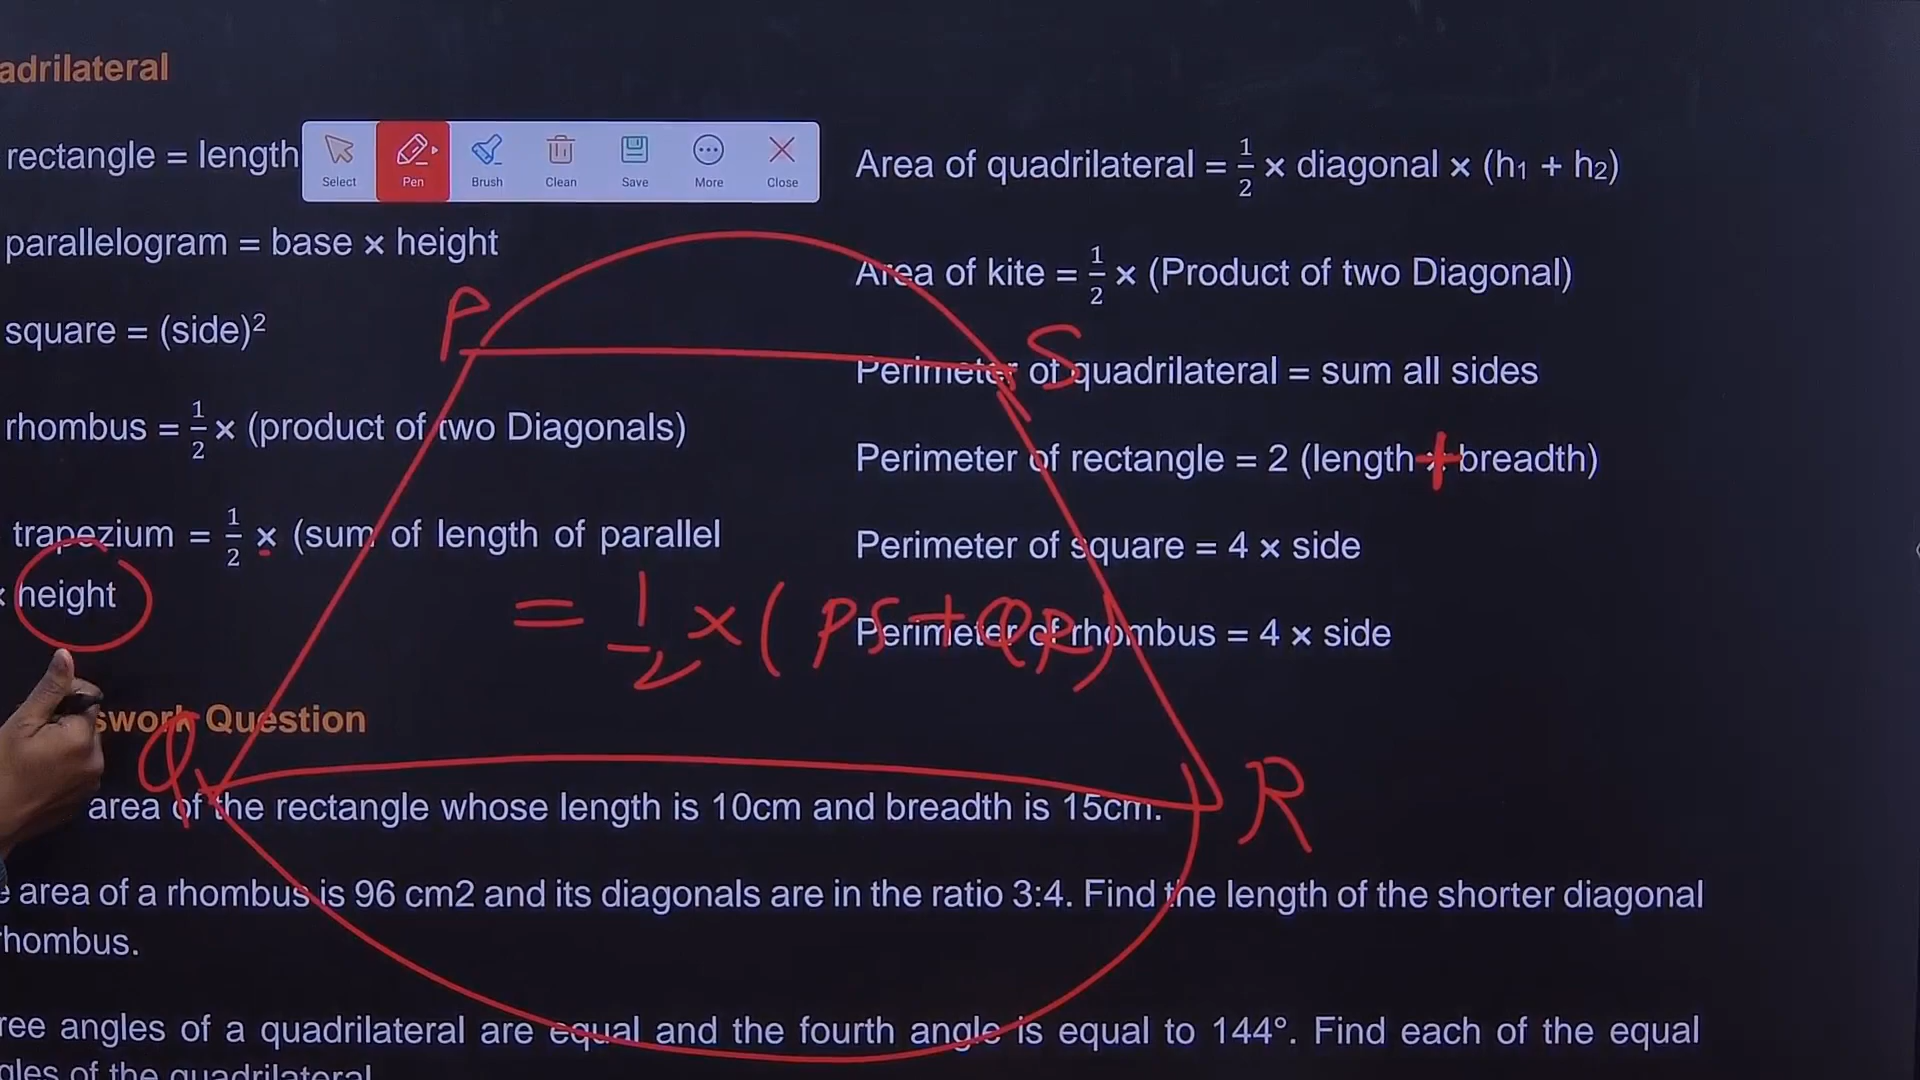 adrilateral
rectangle = length
Select Pen Brush Clean Save More Close
parallelogram = base × height
square = (side)²
rhombus = 1/2 × (product of two Diagonals)
trapezium = 1/2 × (sum of length of parallel
× height
Area of quadrilateral = 1/2 × diagonal × (h₁ + h₂)
Area of kite = 1/2 × (Product of two Diagonal)
Perimeter of quadrilateral = sum all sides
Perimeter of rectangle = 2 (length + breadth)
Perimeter of square = 4 × side
Perimeter of rhombus = 4 × side
P
S
= 1/2 × ( PS + QR )
Q
R
swork Question
area of the rectangle whose length is 10cm and breadth is 15cm.
e area of a rhombus is 96 cm2 and its diagonals are in the ratio 3:4. Find the length of the shorter diagonal
rhombus.
ree angles of a quadrilateral are equal and the fourth angle is equal to 144°. Find each of the equal
gles of the quadrilateral